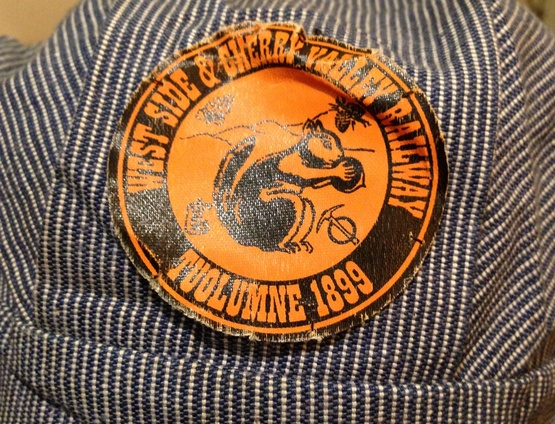 WEST SIDE & CHERRY VALLEY RAILWAY
TUOLUMNE 1899